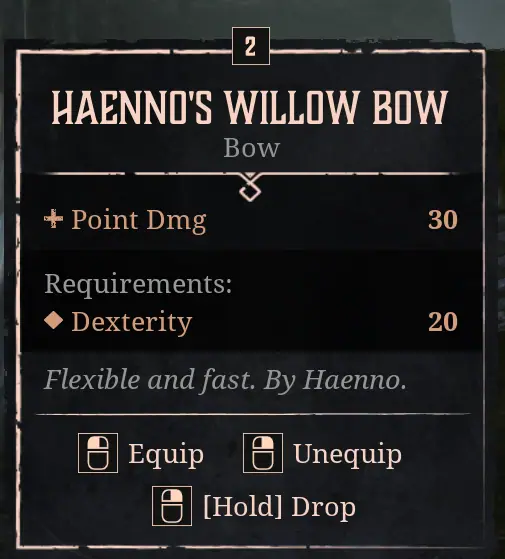 2
HAENNO'S WILLOW BOW
Bow
Point Dmg 30
Requirements:
Dexterity 20
Flexible and fast. By Haenno.
Equip Unequip
[Hold] Drop